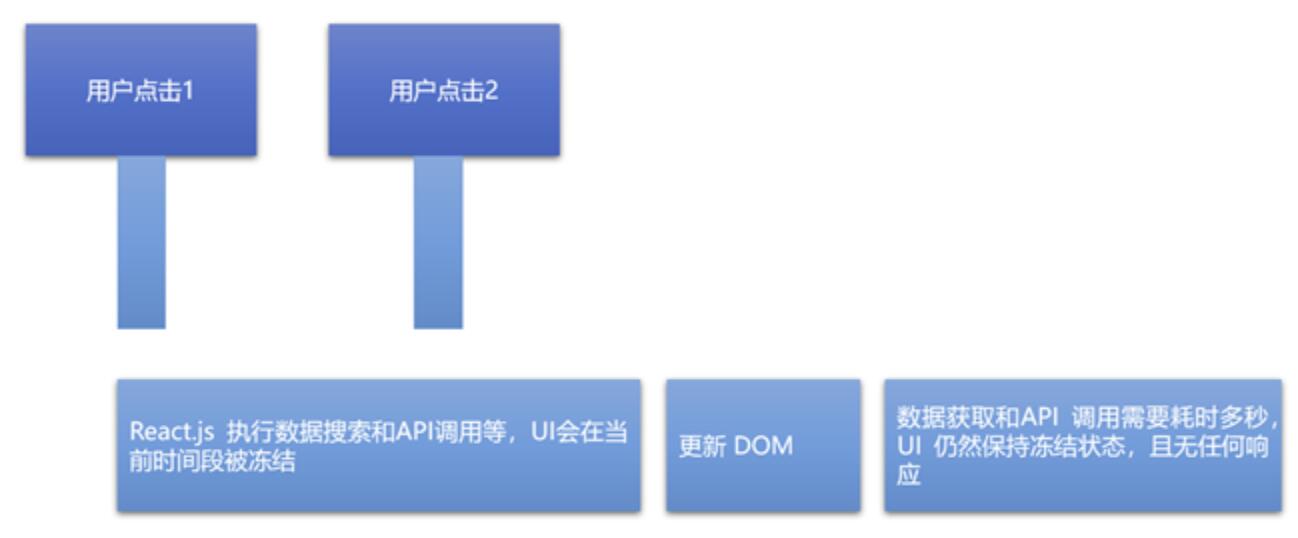 用户点击1
用户点击2
React.js 执行数据搜索和API调用等，UI会在当
前时间段被冻结
更新 DOM
数据获取和API 调用需要耗时多秒，
UI 仍然保持冻结状态，且无任何响
应